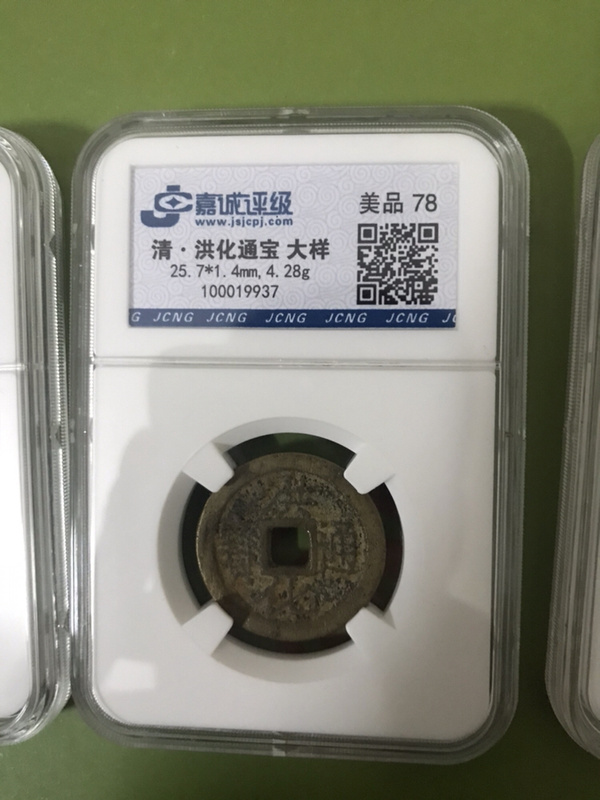 嘉诚评级
www.jsjcpj.com
美品 78
清·洪化通宝 大样
25.7*1.4mm,4.28g
100019937
G JCNG JCNG JCNG JCNG JCNG JC